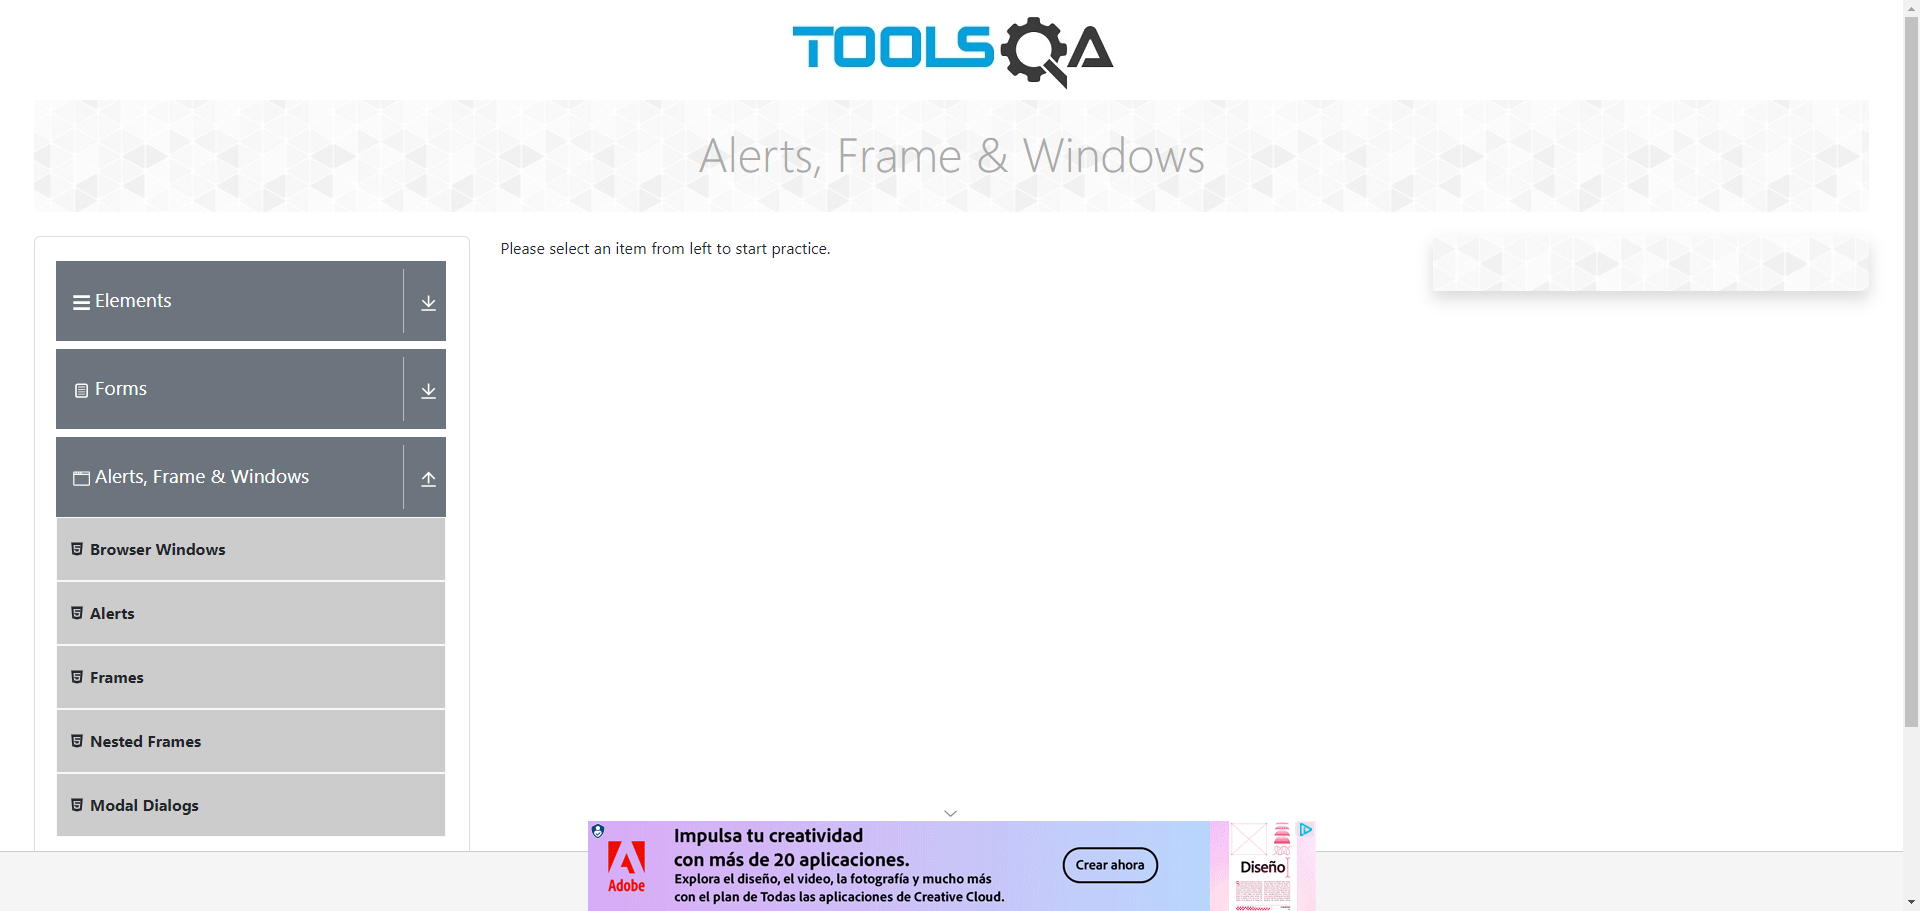 TOOLSQA
Alerts, Frame & Windows
Please select an item from left to start practice.
Elements
Forms
Alerts, Frame & Windows
Browser Windows
Alerts
Frames
Nested Frames
Modal Dialogs
Impulsa tu creatividad
con más de 20 aplicaciones.
Explora el diseño, el video, la fotografía y mucho más
con el plan de Todas las aplicaciones de Creative Cloud.
Adobe
Crear ahora
Diseño